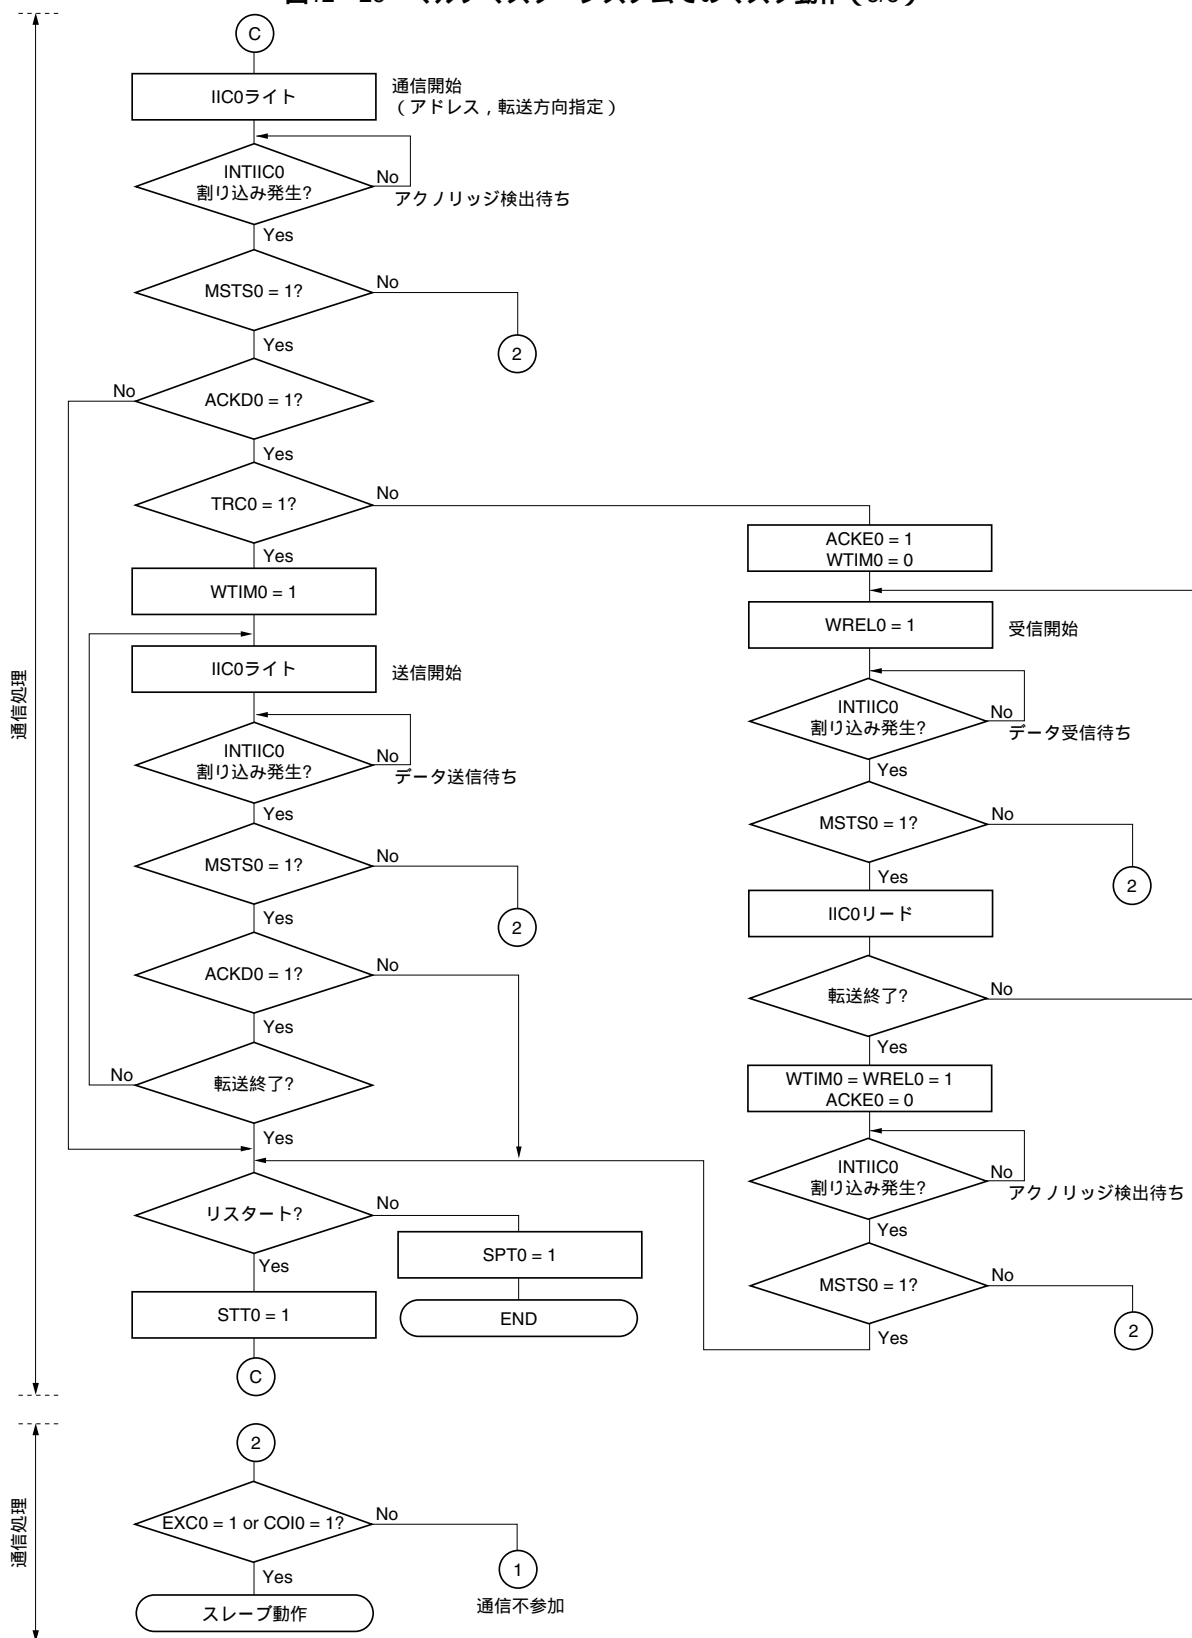 C
IIC0ライト
通信開始
（アドレス，転送方向指定）
INTIIC0
割り込み発生?
No
アクノリッジ検出待ち
Yes
MSTS0 = 1?
No
2
Yes
ACKD0 = 1?
No
Yes
TRC0 = 1?
No
Yes
WTIM0 = 1
IIC0ライト
送信開始
INTIIC0
割り込み発生?
No
データ送信待ち
Yes
MSTS0 = 1?
No
2
Yes
ACKD0 = 1?
No
Yes
転送終了?
No
Yes
リスタート?
No
SPT0 = 1
END
Yes
STT0 = 1
C
ACKE0 = 1
WTIM0 = 0
WREL0 = 1
受信開始
INTIIC0
割り込み発生?
No
データ受信待ち
Yes
MSTS0 = 1?
No
2
Yes
IIC0リード
転送終了?
No
Yes
WTIM0 = WREL0 = 1
ACKE0 = 0
INTIIC0
割り込み発生?
No
アクノリッジ検出待ち
Yes
MSTS0 = 1?
No
2
Yes
通信処理
2
EXC0 = 1 or COI0 = 1?
No
1
通信不参加
Yes
スレーブ動作
通信処理